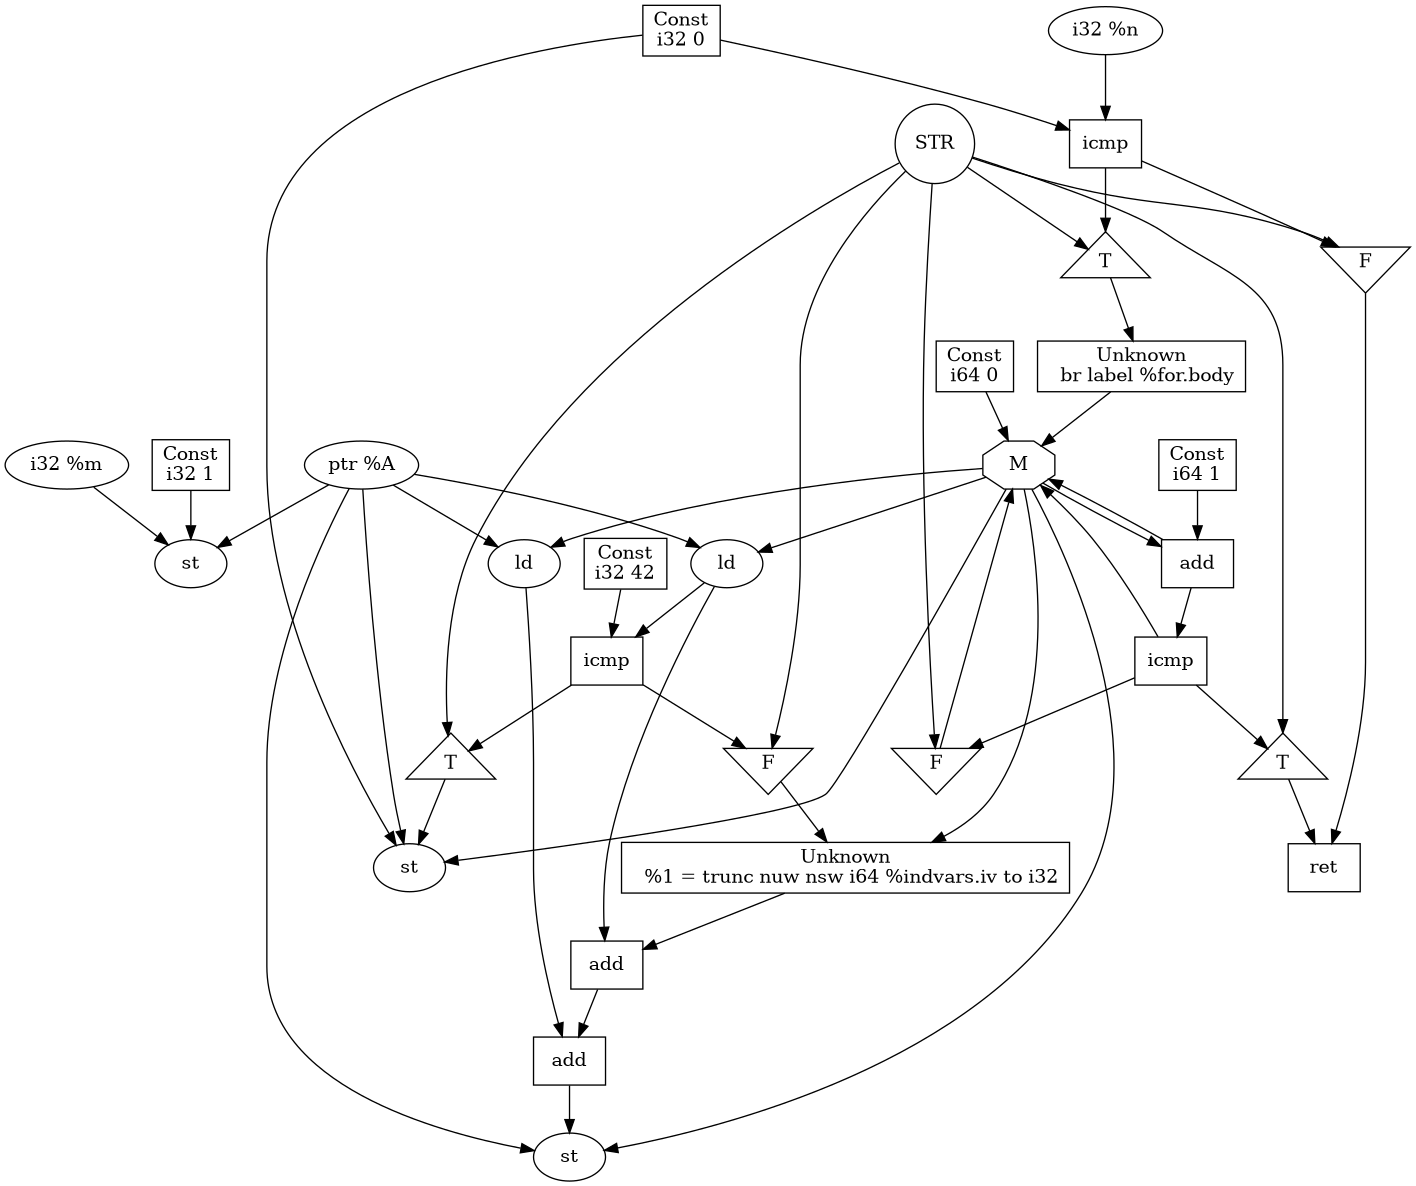 Const
i32 0
i32 %n
STR
icmp
T
F
Const
i64 0
Unknown
br label %for.body
i32 %m
Const
i32 1
ptr %A
M
Const
i64 1
st
ld
Const
i32 42
ld
add
icmp
icmp
T
F
F
T
st
Unknown
%1 = trunc nuw nsw i64 %indvars.iv to i32
ret
add
add
st